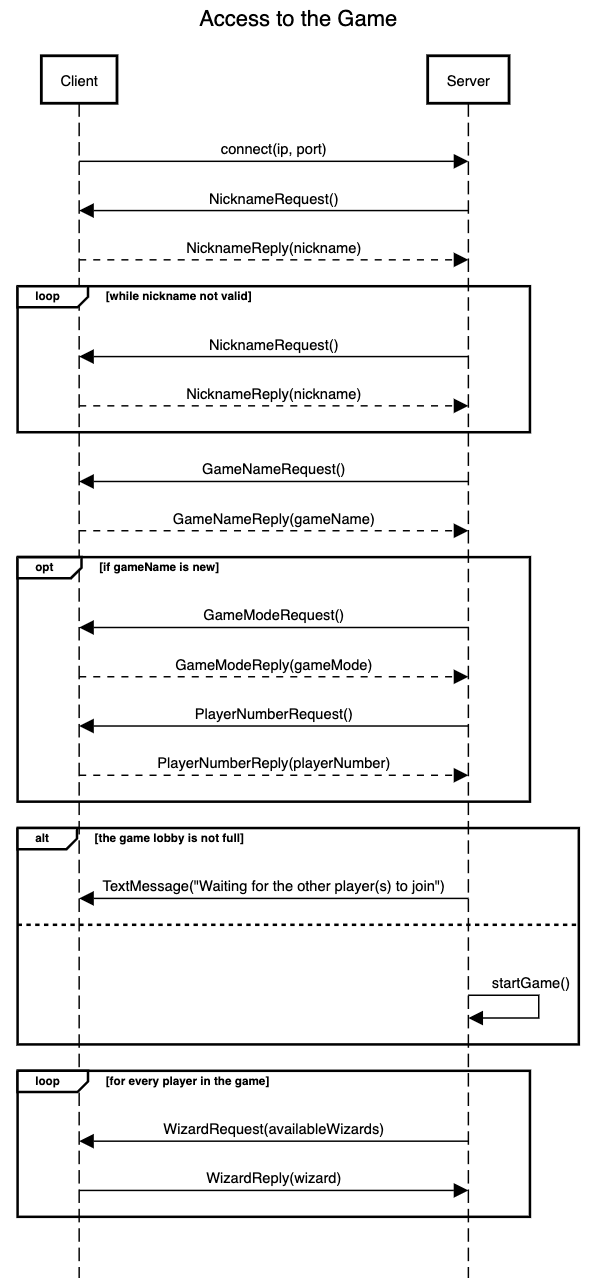 Access to the Game
Client
Server
connect(ip, port)
NicknameRequest()
NicknameReply(nickname)
loop
[while nickname not valid]
NicknameRequest()
NicknameReply(nickname)
GameNameRequest()
GameNameReply(gameName)
opt
[if gameName is new]
GameModeRequest()
GameModeReply(gameMode)
PlayerNumberRequest()
PlayerNumberReply(playerNumber)
alt
[the game lobby is not full]
TextMessage("Waiting for the other player(s) to join")
startGame()
loop
[for every player in the game]
WizardRequest(availableWizards)
WizardReply(wizard)